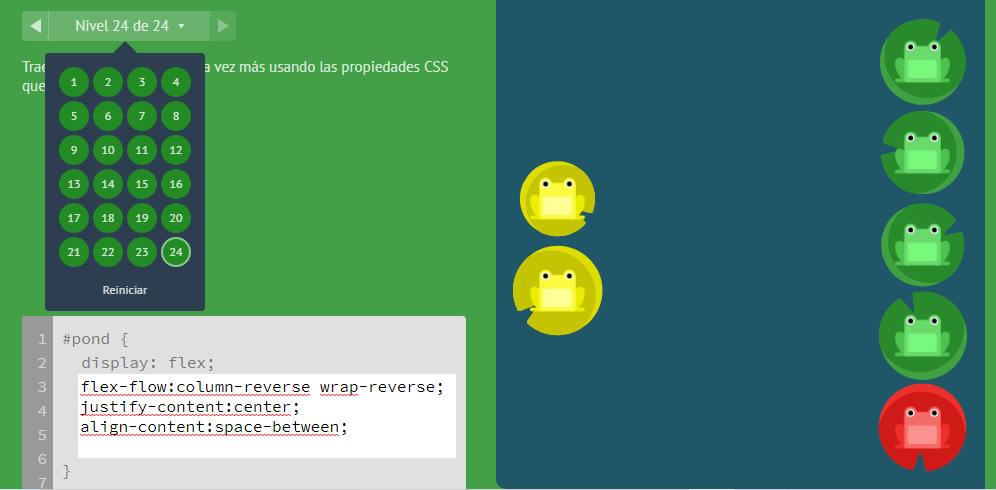 Nivel 24 de 24
Trae
a vez más usando las propiedades CSS
que
1 2 3 4
5 6 7 8
9 10 11 12
13 14 15 16
17 18 19 20
21 22 23 24
Reiniciar
1 #pond {
2 display: flex;
3 flex-flow:column-reverse wrap-reverse;
4 justify-content:center;
5 align-content:space-between;
6
7 }